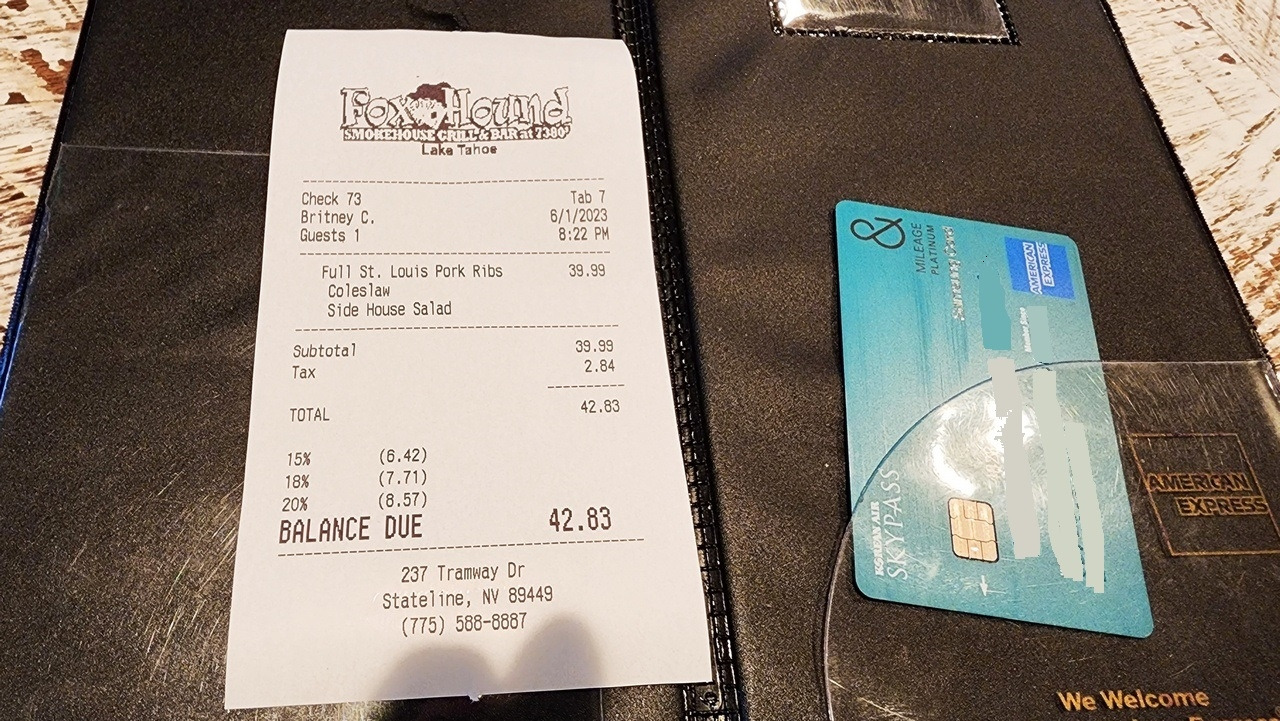 Fox Hound
SMOKEHOUSE GRILL & BAR at 7380'
Lake Tahoe
Check 73 Tab 7
Britney C. 6/1/2023
Guests 1 8:22 PM
Full St. Louis Pork Ribs 39.99
Coleslaw
Side House Salad
Subtotal 39.99
Tax 2.84
TOTAL 42.83
15% (6.42)
18% (7.71)
20% (8.57)
BALANCE DUE 42.83
237 Tramway Dr
Stateline, NV 89449
(775) 588-8887
&
MILEAGE
PLATINUM
AMERICAN
EXPRESS
KOREAN AIR
SKYPASS
AMERICAN
EXPRESS
We Welcome